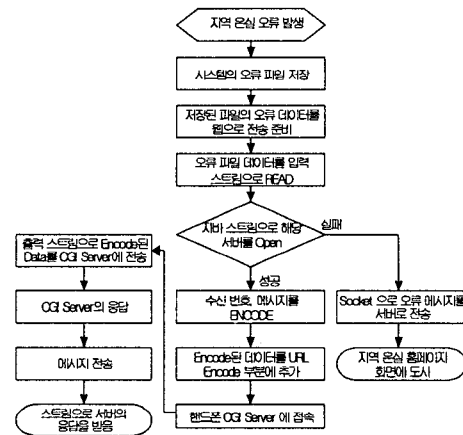 지역 온실 오류 발생
시스템의 오류 파일 저장
저장된 파일의 오류 데이터를
웹으로 전송 준비
오류 파일 데이터를 입력
스트림으로 READ
자바 스트림으로 해당
서버를 Open
실패
성공
출력 스트림으로 Encode된
Data를 CGI Server에 전송
CGI Server의 응답
메시지 전송
스트림으로 서버의
응답을 받음
수신 번호, 메시지를
ENCODE
Encode된 데이터를 URL
Encode 부분에 추가
핸드폰 CGI Server 에 접속
Socket 으로 오류 메시지를
서버로 전송
지역 온실 홈페이지
화면에 도시